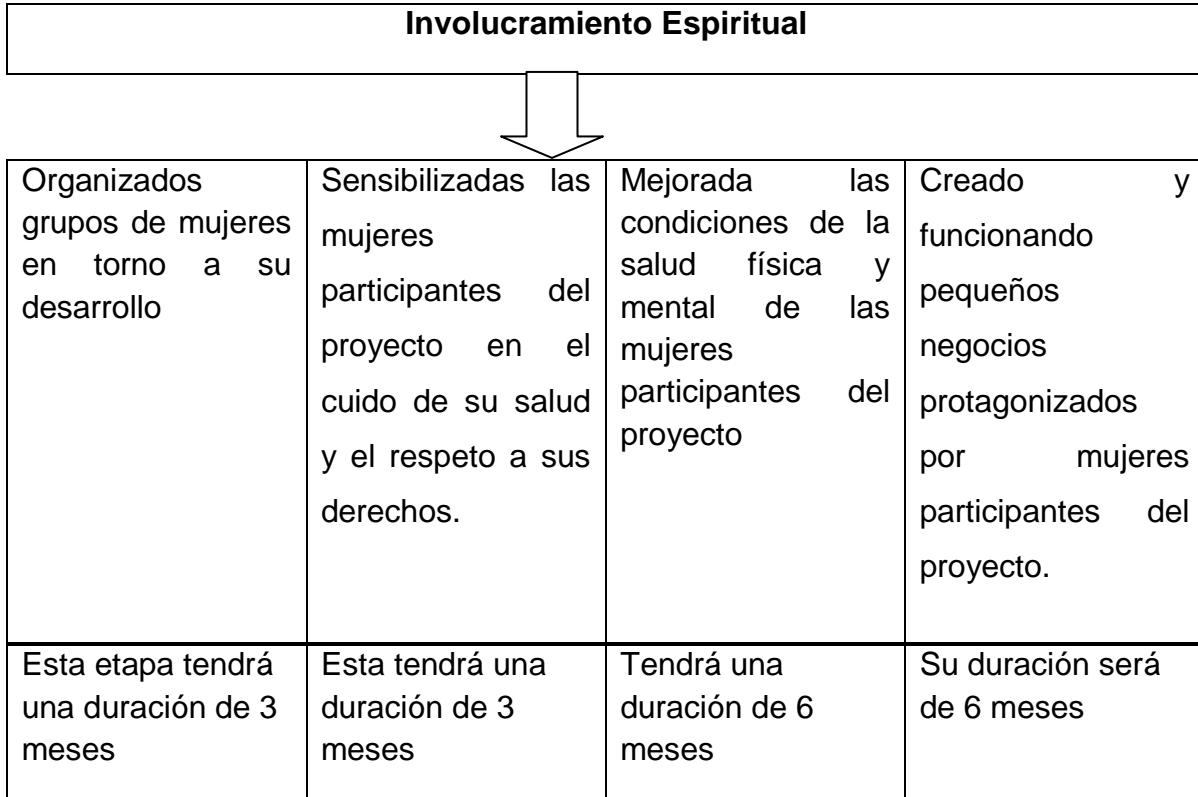 Involucramiento Espiritual
Organizados
grupos de mujeres
en torno a su
desarrollo
Sensibilizadas las
mujeres
participantes del
proyecto en el
cuido de su salud
y el respeto a sus
derechos.
Mejorada las
condiciones de la
salud física y
mental de las
mujeres
participantes del
proyecto
Creado y
funcionando
pequeños
negocios
protagonizados
por mujeres
participantes del
proyecto.
Esta etapa tendrá
una duración de 3
meses
Esta tendrá una
duración de 3
meses
Tendrá una
duración de 6
meses
Su duración será
de 6 meses